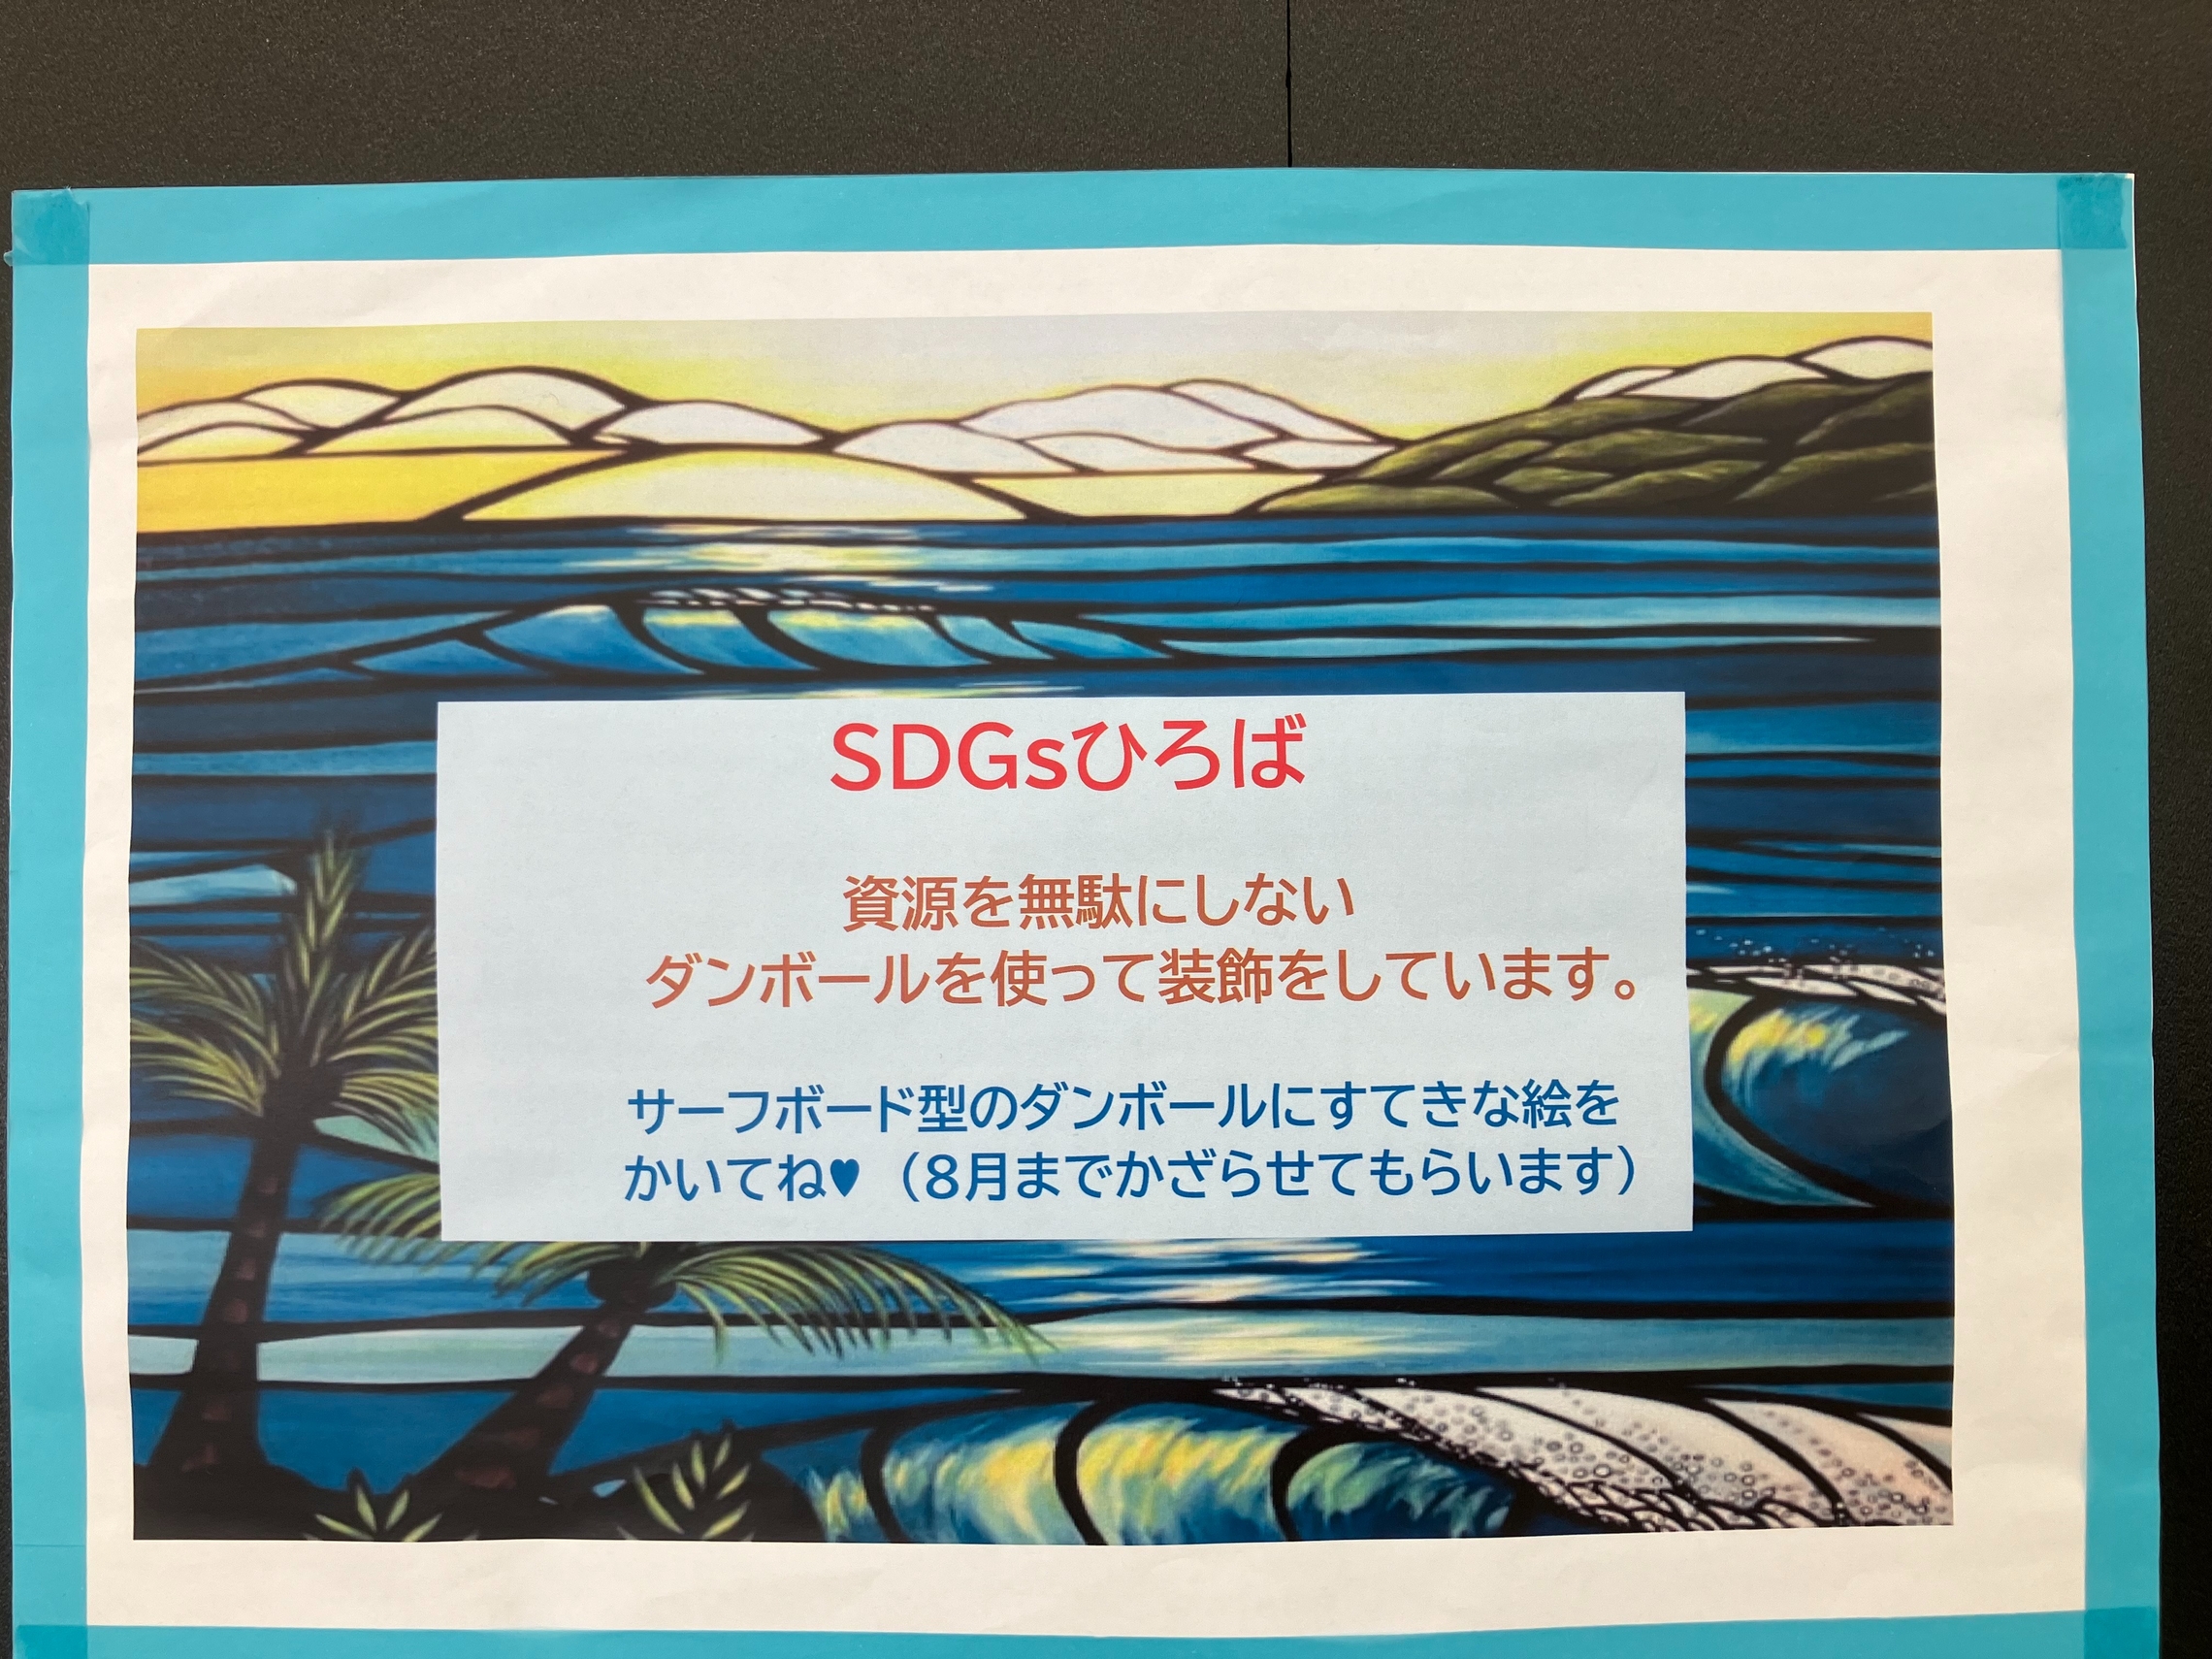 SDGsひろば
資源を無駄にしない
ダンボールを使って装飾をしています。
サーフボード型のダンボールにすてきな絵を
かいてね♥（8月までかざらせてもらいます）